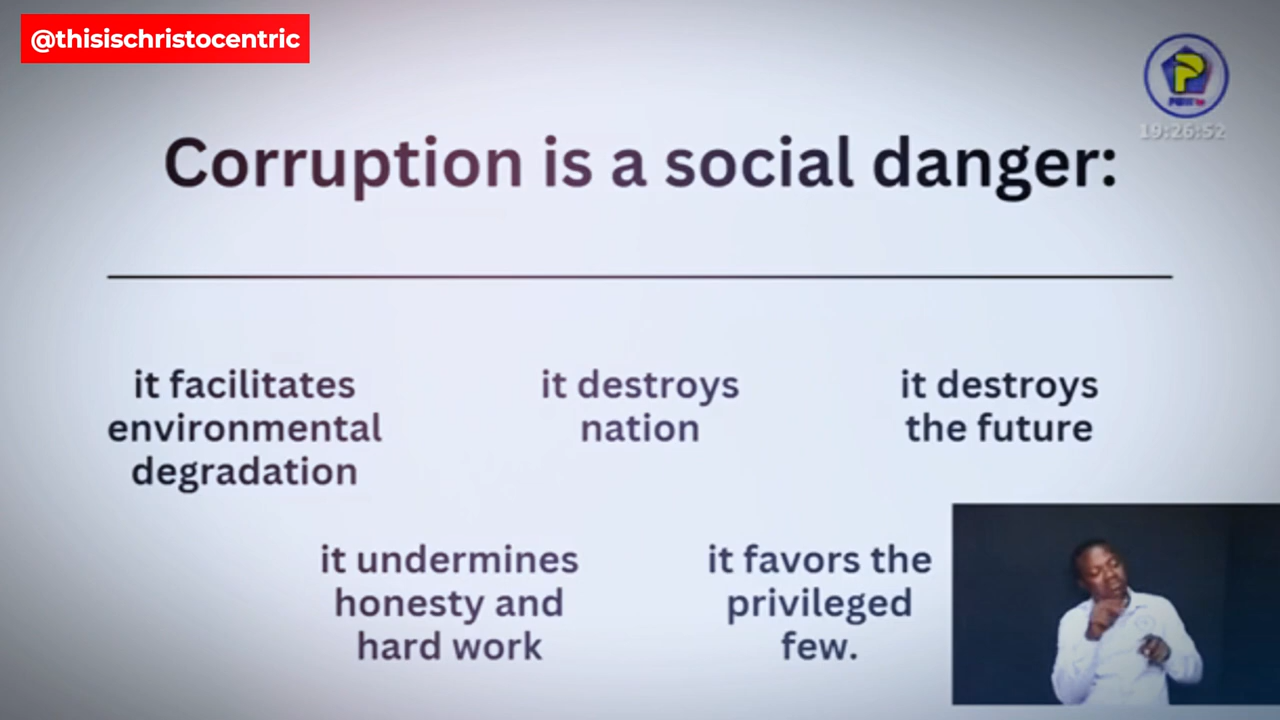 @thisischristocentric
P
19:26:52
Corruption is a social danger:
it facilitates
environmental
degradation
it destroys
nation
it destroys
the future
it undermines
honesty and
hard work
it favors the
privileged
few.